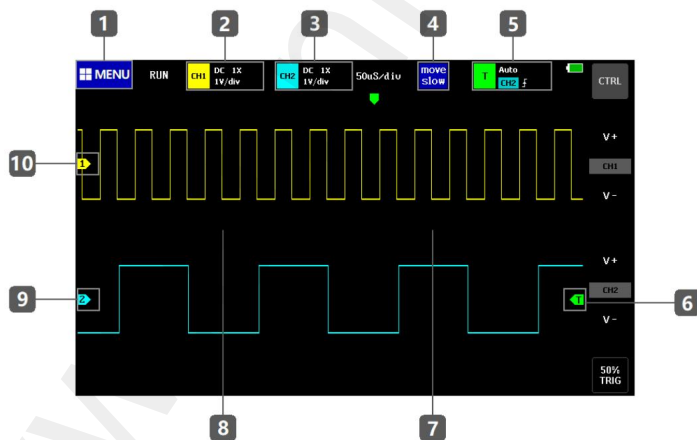 1
2
3
4
5
MENU
RUN
CH1
DC 1X
1V/div
CH2
DC 1X
1V/div
50uS/div
move
slow
T
Auto
CH2
CTRL
V+
10
1
CH1
V-
V+
9
2
T
CH2
6
V-
50%
TRIG
8
7